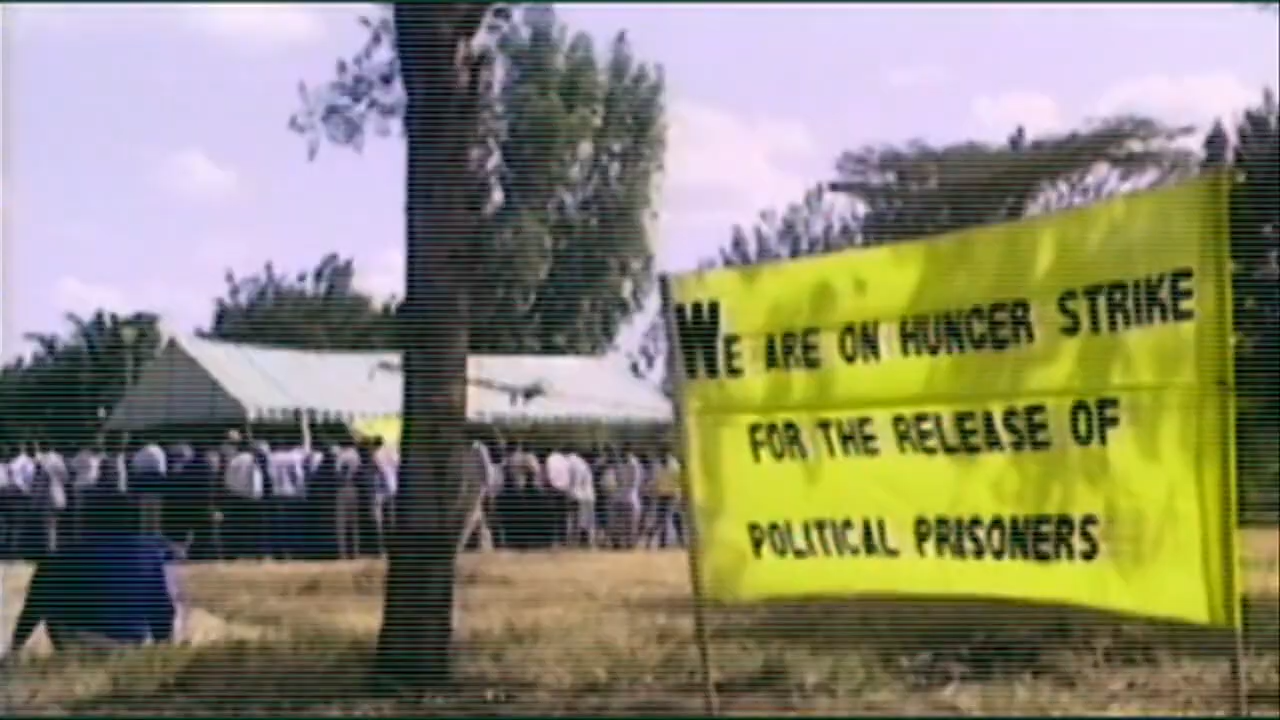 WE ARE ON HUNGER STRIKE
FOR THE RELEASE OF
POLITICAL PRISONERS